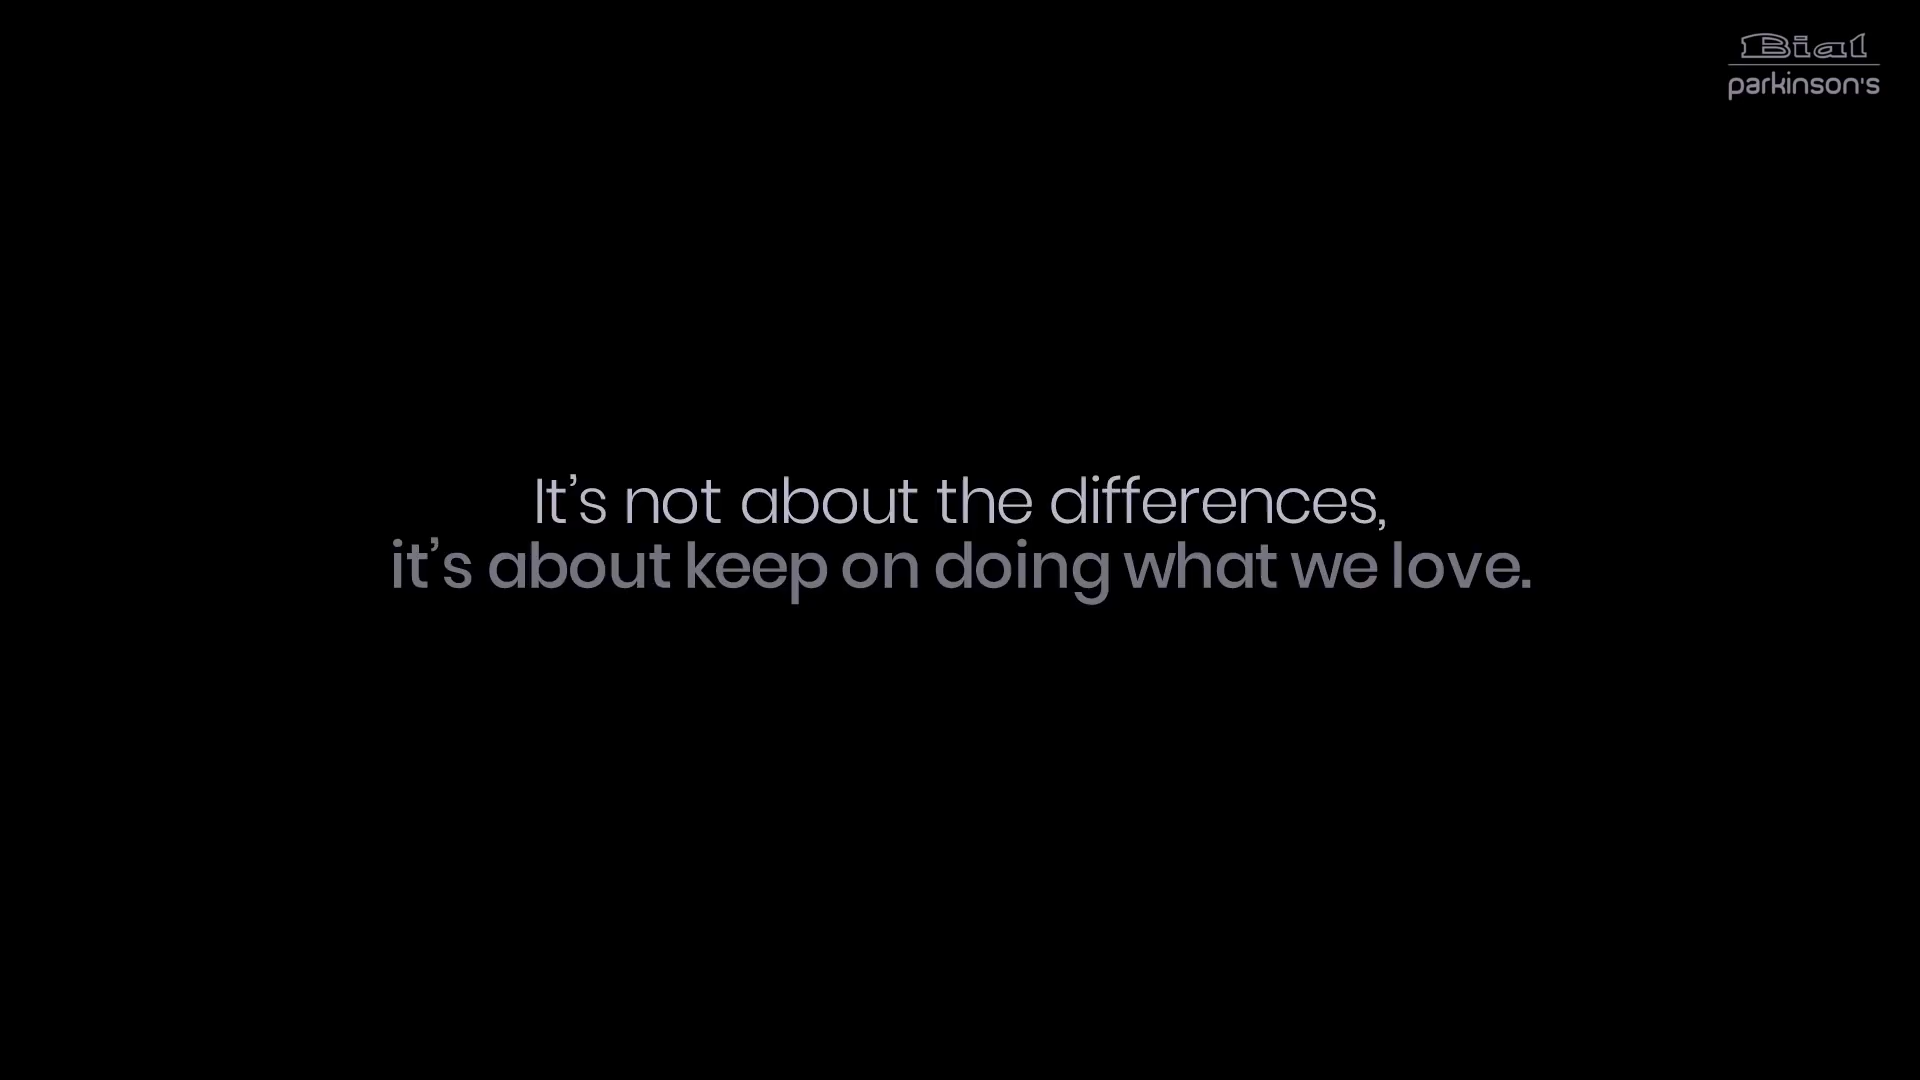 Bial
parkinson's
It’s not about the differences,
it’s about keep on doing what we love.